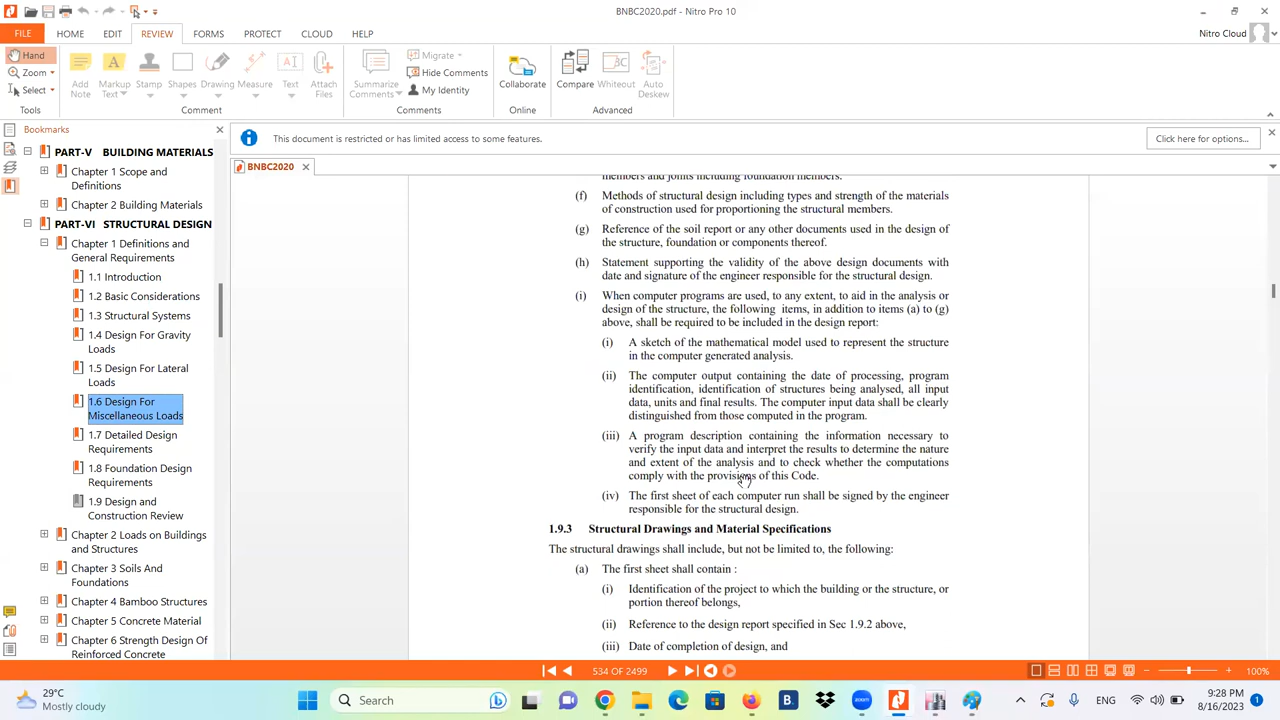 BNBC2020.pdf - Nitro Pro 10
FILE HOME EDIT REVIEW FORMS PROTECT CLOUD HELP
Nitro Cloud
Hand
Zoom
Select
Tools
Add Note
Markup Text
Stamp
Shapes
Drawing
Measure
Text
Attach Files
Comment
Summarize Comments
Migrate
Hide Comments
My Identity
Comments
Collaborate
Online
Compare
Whiteout
Auto Deskew
Advanced
Bookmarks
This document is restricted or has limited access to some features.
Click here for options...
BNBC2020
PART-V BUILDING MATERIALS
Chapter 1 Scope and
Definitions
Chapter 2 Building Materials
PART-VI STRUCTURAL DESIGN
Chapter 1 Definitions and
General Requirements
1.1 Introduction
1.2 Basic Considerations
1.3 Structural Systems
1.4 Design For Gravity
Loads
1.5 Design For Lateral
Loads
1.6 Design For
Miscellaneous Loads
1.7 Detailed Design
Requirements
1.8 Foundation Design
Requirements
1.9 Design and
Construction Review
Chapter 2 Loads on Buildings
and Structures
Chapter 3 Soils And
Foundations
Chapter 4 Bamboo Structures
Chapter 5 Concrete Material
Chapter 6 Strength Design Of
Reinforced Concrete
members and joints including foundation members.
(f) Methods of structural design including types and strength of the materials
of construction used for proportioning the structural members.
(g) Reference of the soil report or any other documents used in the design of
the structure, foundation or components thereof.
(h) Statement supporting the validity of the above design documents with
date and signature of the engineer responsible for the structural design.
(i) When computer programs are used, to any extent, to aid in the analysis or
design of the structure, the following items, in addition to items (a) to (g)
above, shall be required to be included in the design report:
(i) A sketch of the mathematical model used to represent the structure
in the computer generated analysis.
(ii) The computer output containing the date of processing, program
identification, identification of structures being analysed, all input
data, units and final results. The computer input data shall be clearly
distinguished from those computed in the program.
(iii) A program description containing the information necessary to
verify the input data and interpret the results to determine the nature
and extent of the analysis and to check whether the computations
comply with the provisions of this Code.
(iv) The first sheet of each computer run shall be signed by the engineer
responsible for the structural design.
1.9.3 Structural Drawings and Material Specifications
The structural drawings shall include, but not be limited to, the following:
(a) The first sheet shall contain :
(i) Identification of the project to which the building or the structure, or
portion thereof belongs,
(ii) Reference to the design report specified in Sec 1.9.2 above,
(iii) Date of completion of design, and
534 OF 2499
100%
29°C
Mostly cloudy
Search
B.
zoom
ENG
9:28 PM
8/16/2023
1